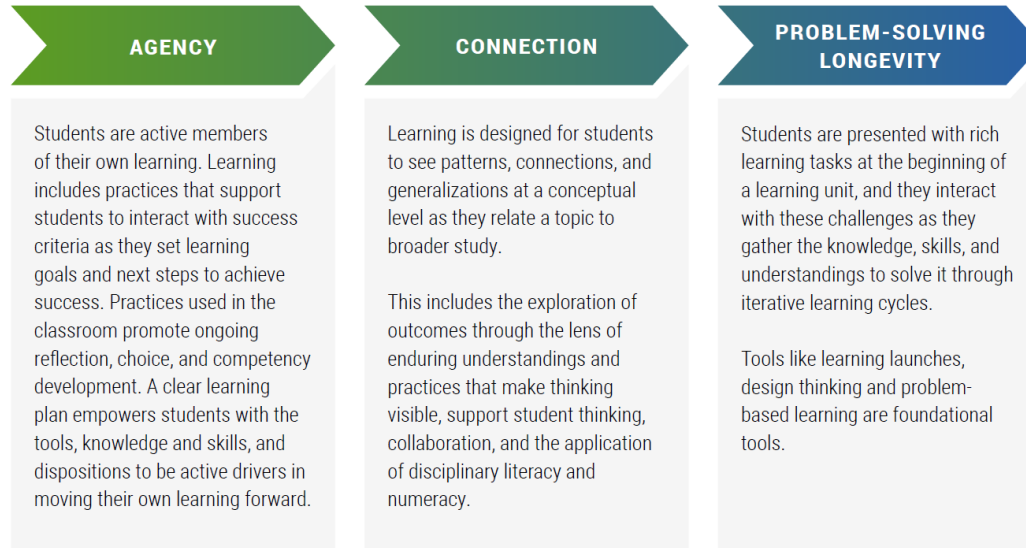 AGENCY
Students are active members
of their own learning. Learning
includes practices that support
students to interact with success
criteria as they set learning
goals and next steps to achieve
success. Practices used in the
classroom promote ongoing
reflection, choice, and competency
development. A clear learning
plan empowers students with the
tools, knowledge and skills, and
dispositions to be active drivers in
moving their own learning forward.
CONNECTION
Learning is designed for students
to see patterns, connections, and
generalizations at a conceptual
level as they relate a topic to
broader study.
This includes the exploration of
outcomes through the lens of
enduring understandings and
practices that make thinking
visible, support student thinking,
collaboration, and the application
of disciplinary literacy and
numeracy.
PROBLEM-SOLVING
LONGEVITY
Students are presented with rich
learning tasks at the beginning of
a learning unit, and they interact
with these challenges as they
gather the knowledge, skills, and
understandings to solve it through
iterative learning cycles.
Tools like learning launches,
design thinking and problem-
based learning are foundational
tools.